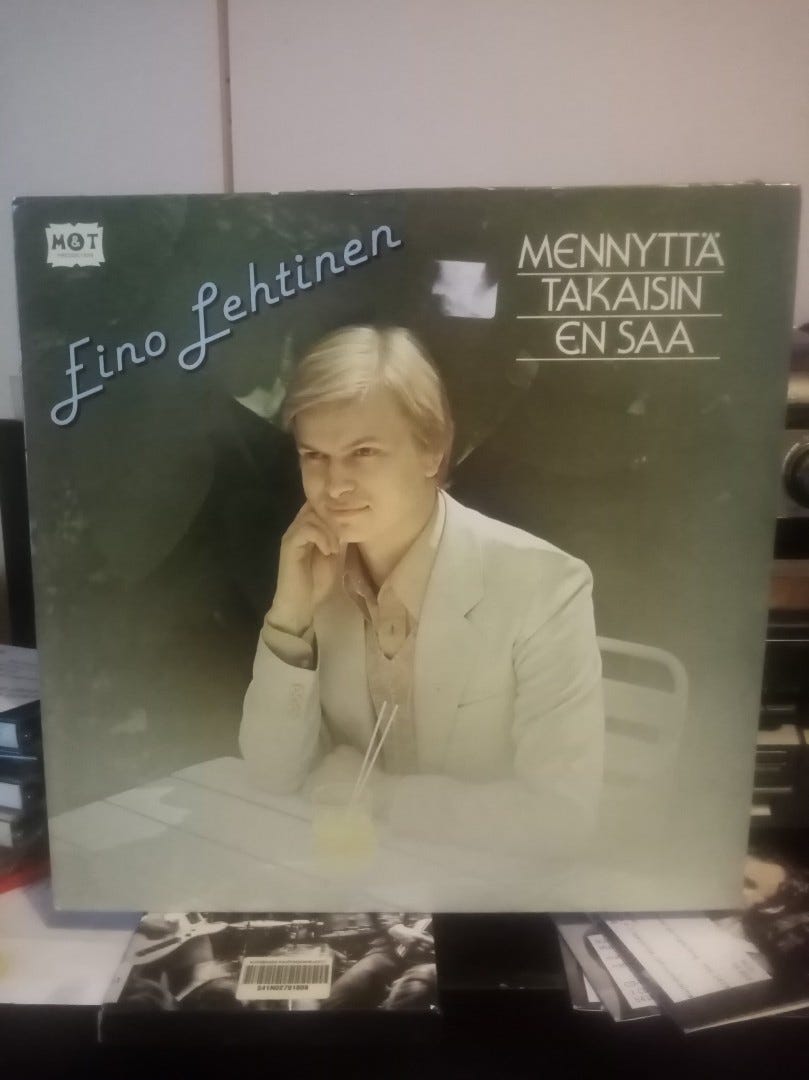 M&T
Eino Lehtinen
MENNYTTÄ
TAKAISIN
EN SAA